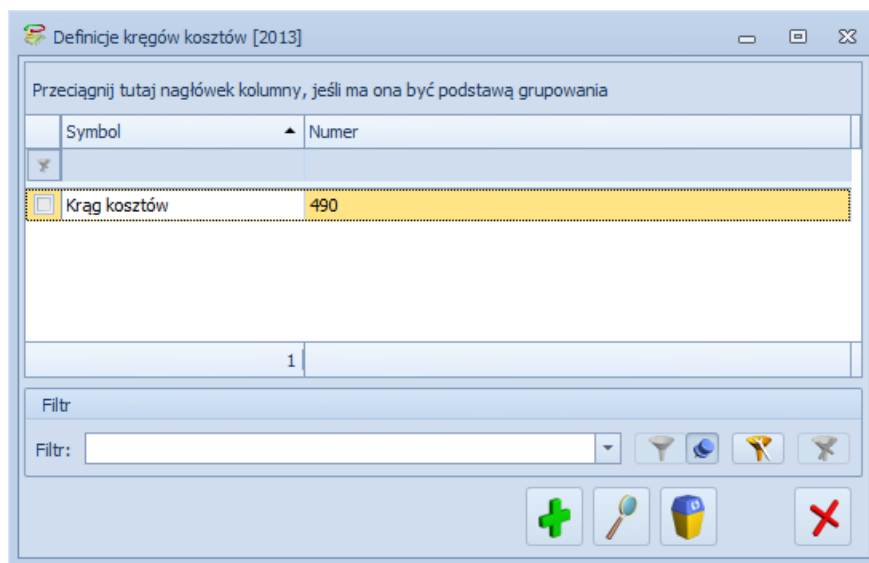 Definicje kręgów kosztów [2013]
Przeciągnij tutaj nagłówek kolumny, jeśli ma ona być podstawą grupowania
Symbol Numer
Krąg kosztów 490
1
Filtr
Filtr: